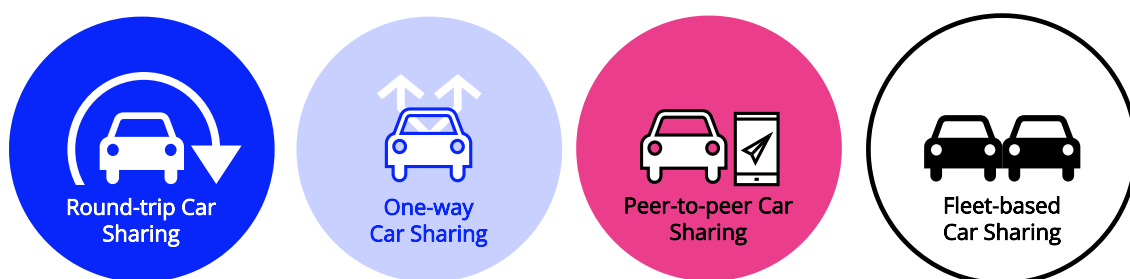 Round-trip Car
Sharing
One-way
Car Sharing
Peer-to-peer Car
Sharing
Fleet-based
Car Sharing